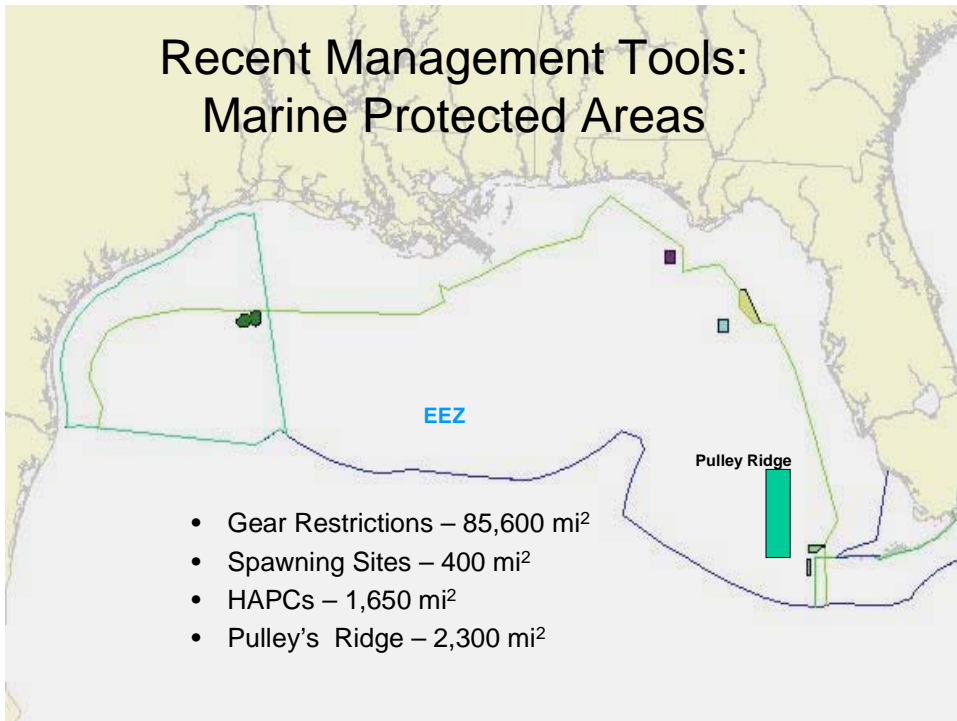 Recent Management Tools:
Marine Protected Areas
EEZ
Pulley Ridge
• Gear Restrictions – 85,600 mi²
• Spawning Sites – 400 mi²
• HAPCs – 1,650 mi²
• Pulley's  Ridge – 2,300 mi²